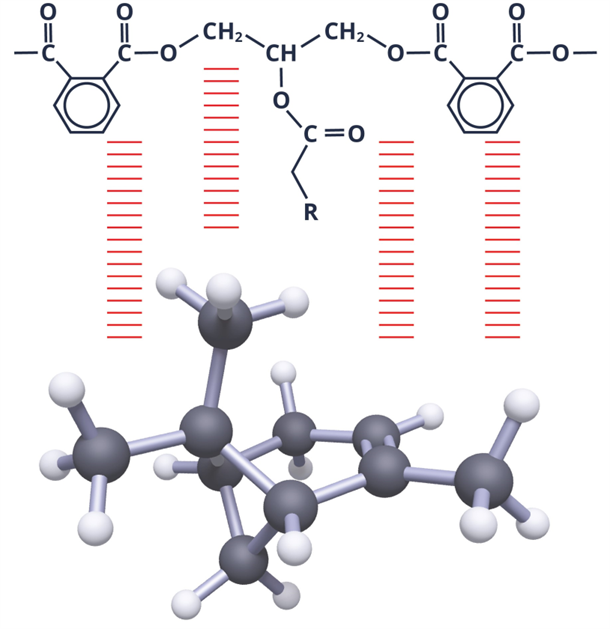 O O O O
C C O CH₂ CH CH₂ O C C O
O
C=O
R